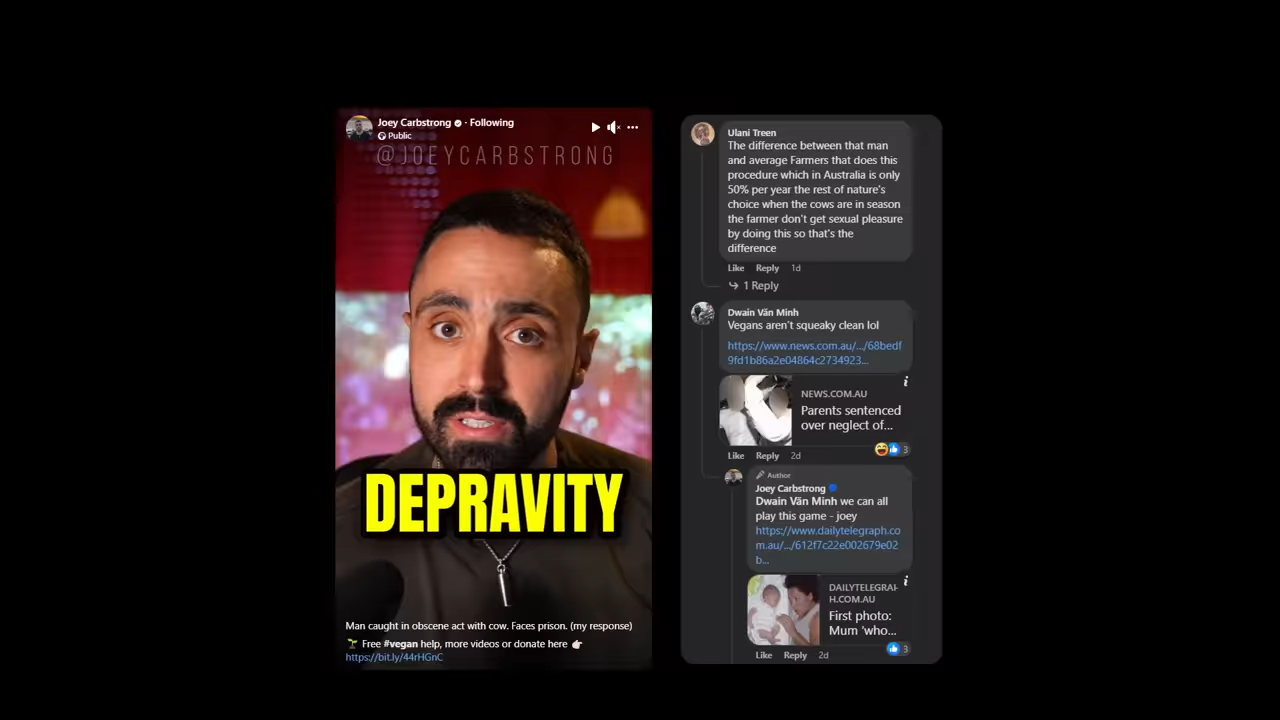 Joey Carbstrong · Following
Public
@JOEYCARBSTRONG
DEPRAVITY
Man caught in obscene act with cow. Faces prison. (my response)
Free #vegan help, more videos or donate here
https://bit.ly/44rHGnC
Ulani Treen
The difference between that man
and average Farmers that does this
procedure which in Australia is only
50% per year the rest of nature's
choice when the cows are in season
the farmer don't get sexual pleasure
by doing this so that's the
difference
Like Reply 1d
1 Reply
Dwain Văn Minh
Vegans aren't squeaky clean lol
https://www.news.com.au/.../68bedf
9fd1b86a2e04864c2734923...
NEWS.COM.AU
Parents sentenced
over neglect of...
Like Reply 2d
3
Author
Joey Carbstrong
Dwain Văn Minh we can all
play this game - joey
https://www.dailytelegraph.co
m.au/.../612f7c22e002679e02
b...
DAILYTELEGRAP
H.COM.AU
First photo:
Mum 'who...
3
Like Reply 2d